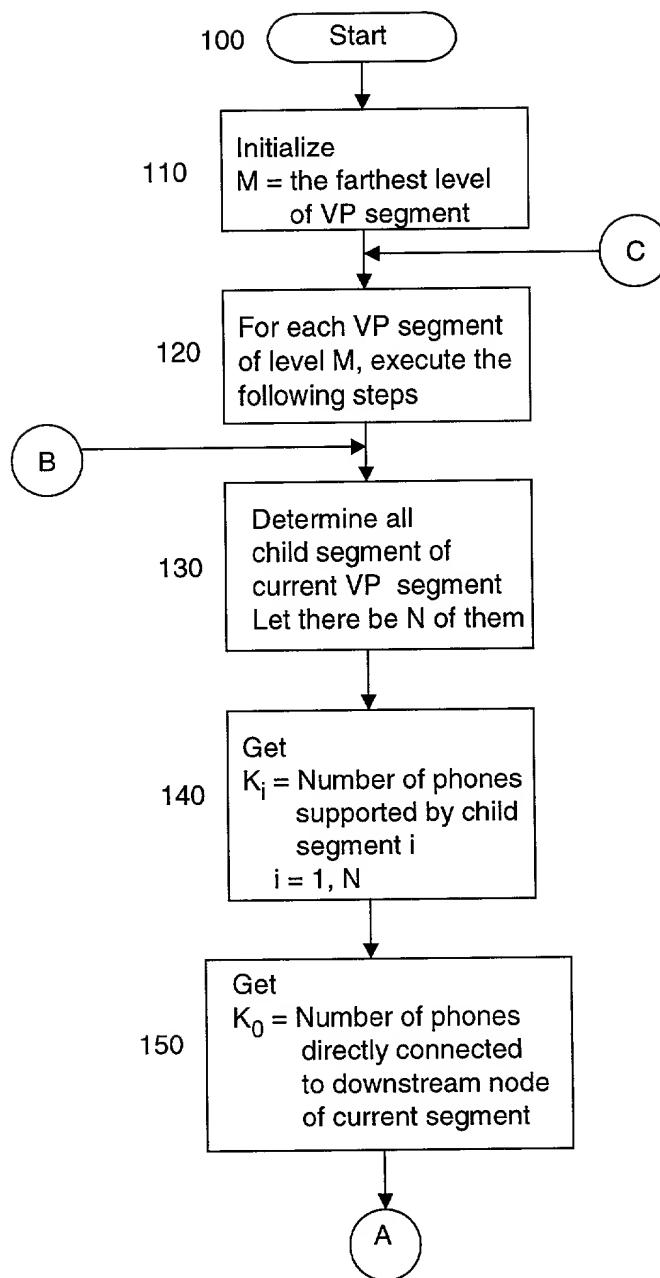 100 Start
Initialize
110 M = the farthest level
of VP segment
C
For each VP segment
120 of level M, execute the
following steps
B
Determine all
child segment of
130 current VP segment
Let there be N of them
Get
Ki = Number of phones
140 supported by child
segment i
i = 1, N
Get
K0 = Number of phones
150 directly connected
to downstream node
of current segment
A